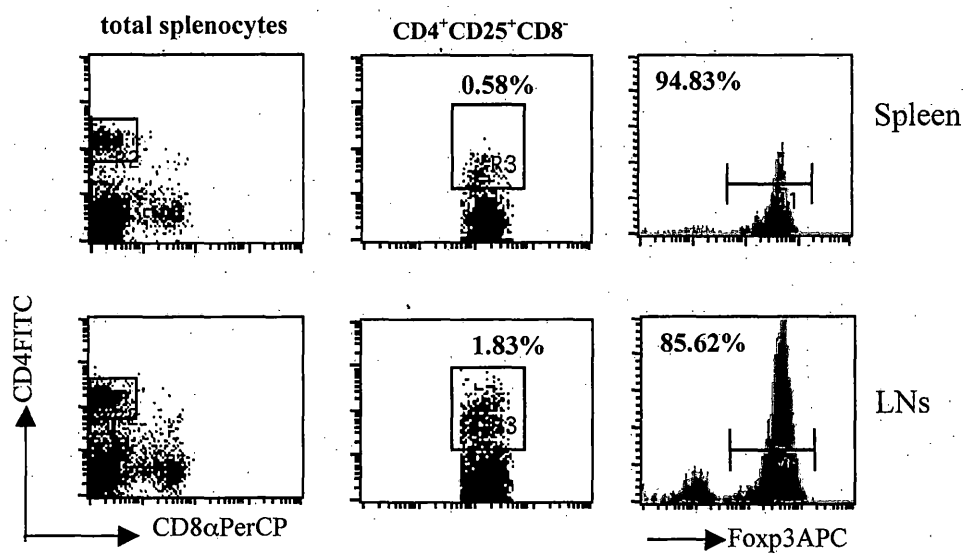 total splenocytes
CD4⁺CD25⁺CD8⁻
0.58%
94.83%
Spleen
R3
1
1.83%
85.62%
LNs
CD4FITC
CD8αPerCP
Foxp3APC